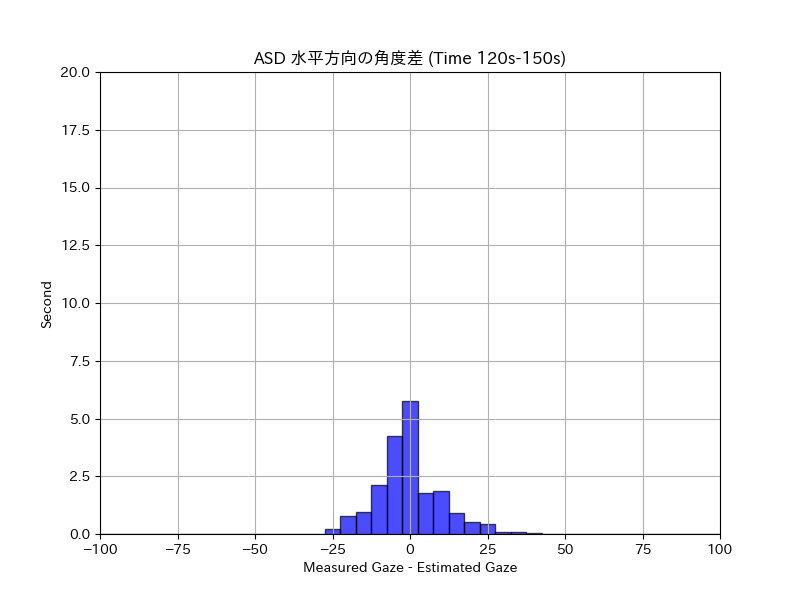 ASD 水平方向の角度差 (Time 120s-150s)
20.0
17.5
15.0
12.5
10.0
7.5
5.0
2.5
0.0
Second
−100 −75 −50 −25 0 25 50 75 100
Measured Gaze - Estimated Gaze